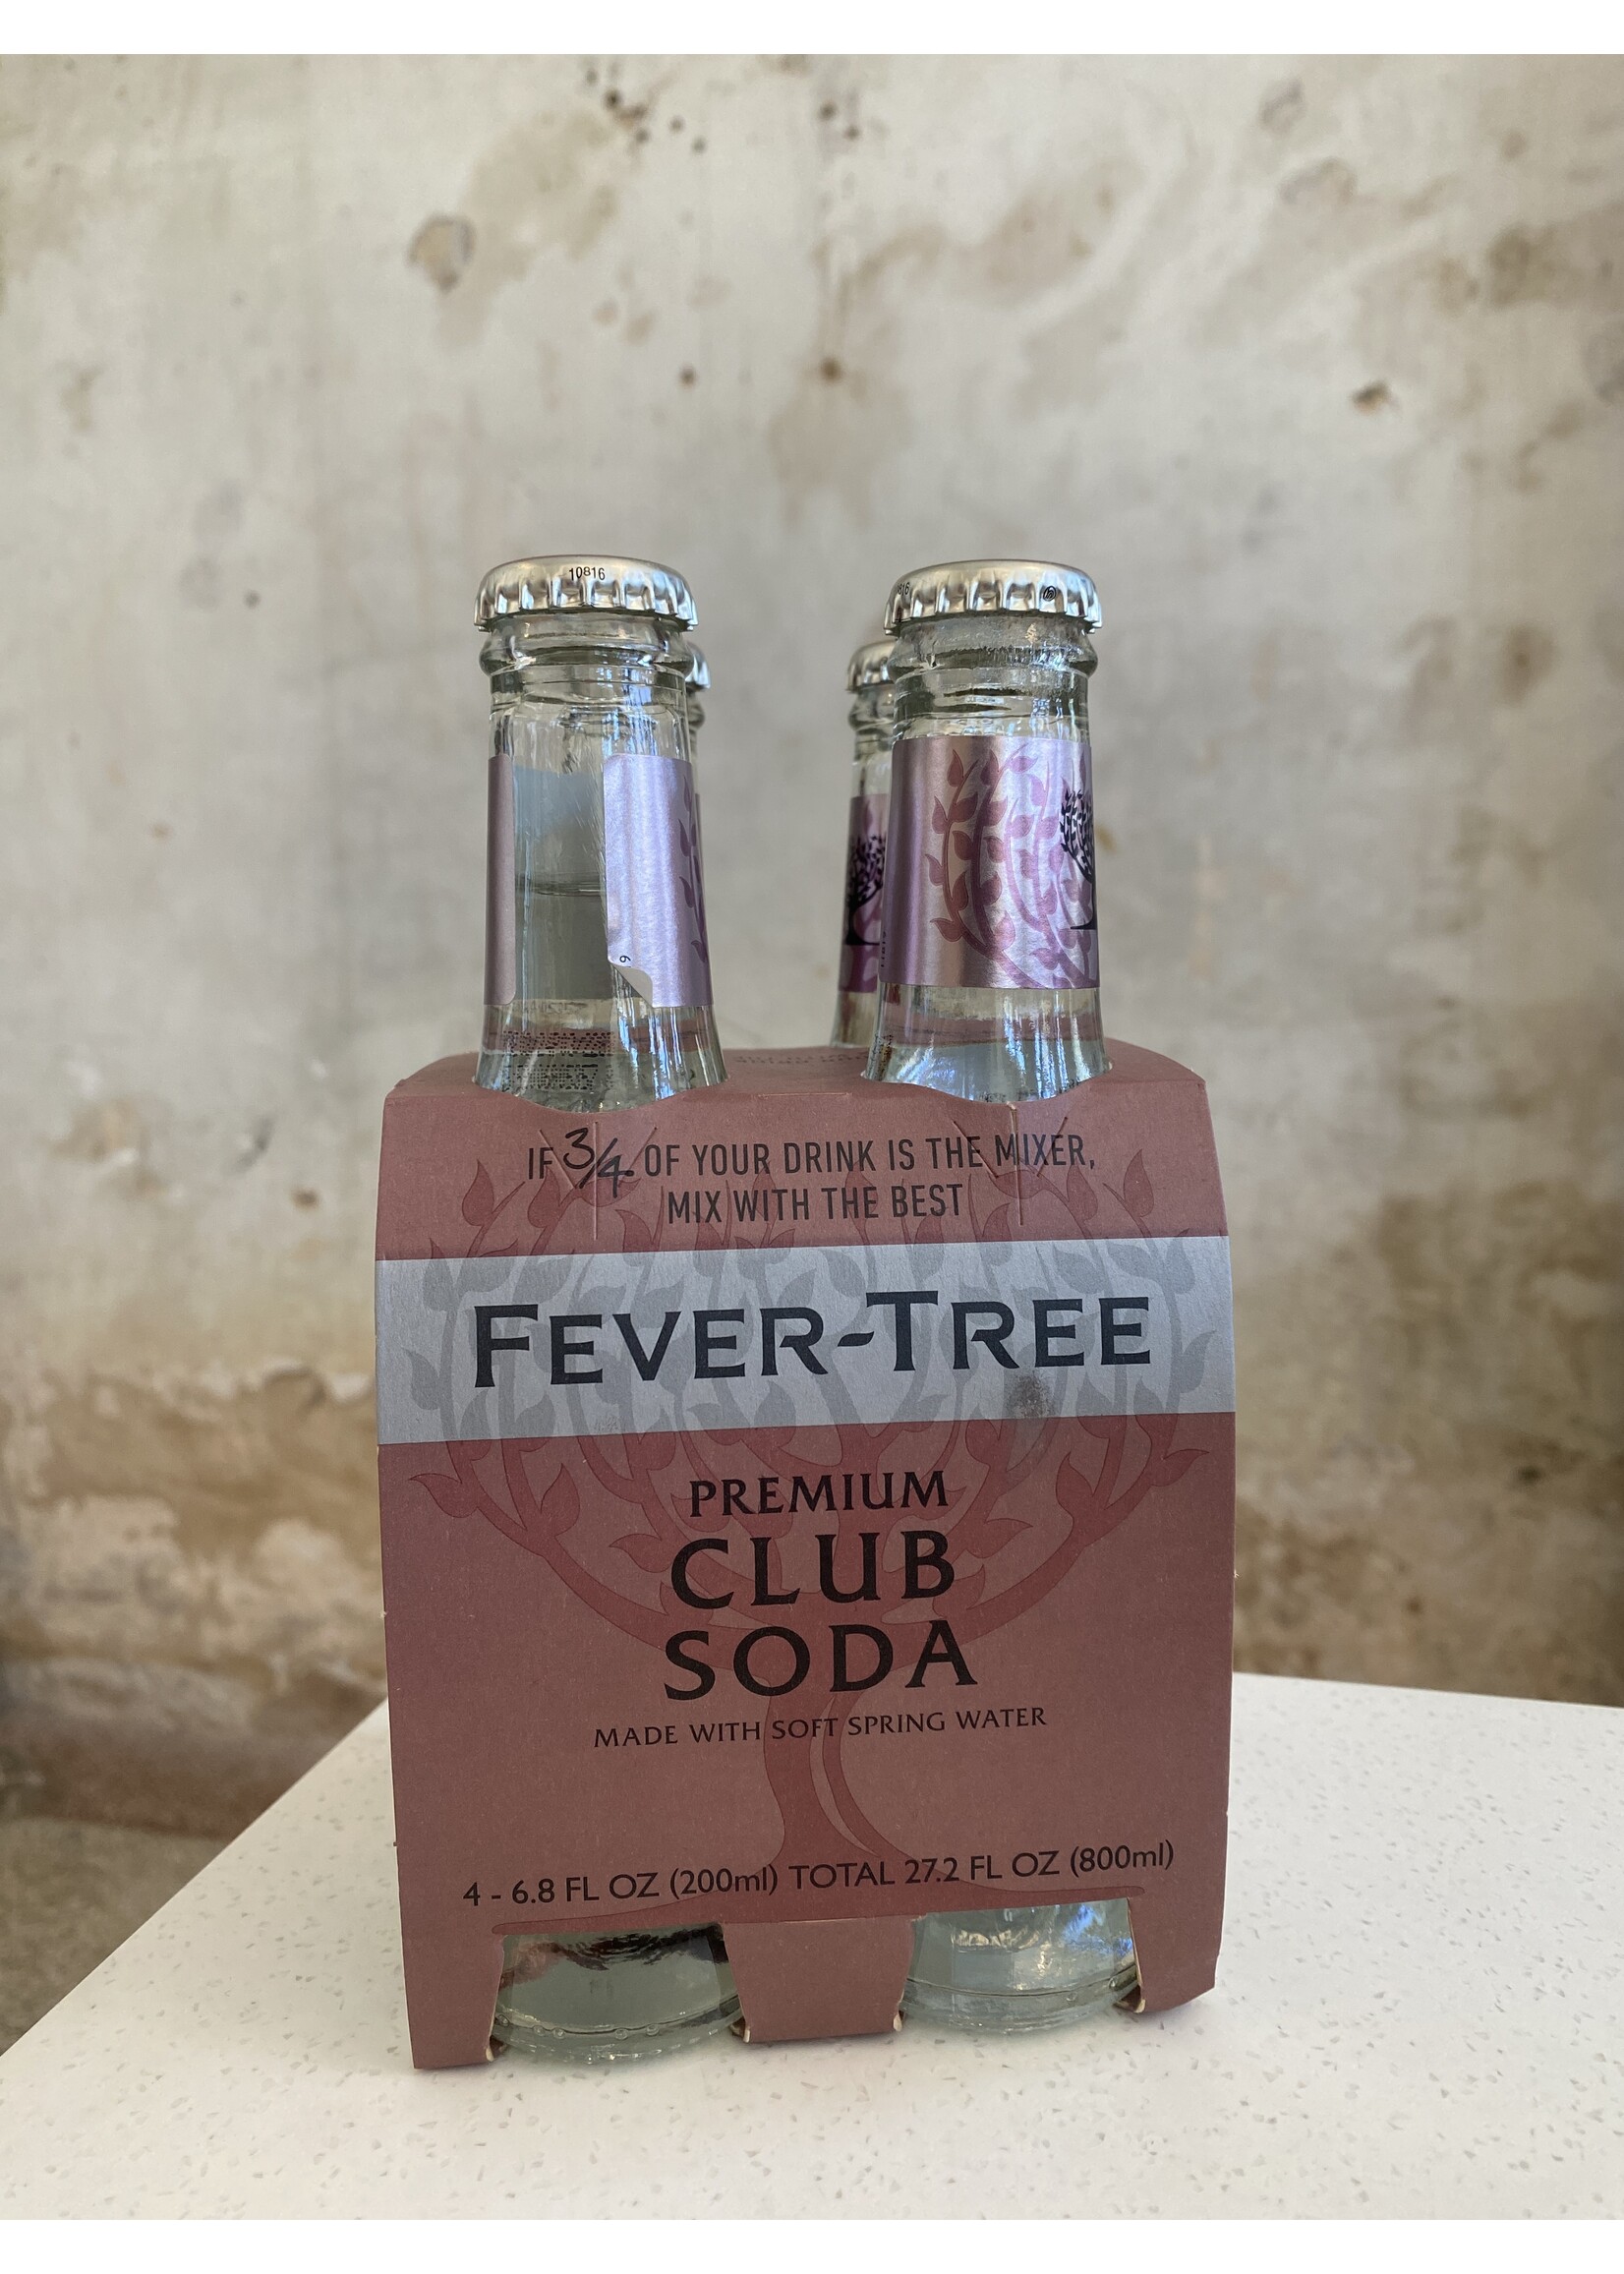 10816
IF 3/4 OF YOUR DRINK IS THE MIXER,
MIX WITH THE BEST
FEVER-TREE
PREMIUM
CLUB
SODA
MADE WITH SOFT SPRING WATER
4 - 6.8 FL OZ (200ml) TOTAL 27.2 FL OZ (800ml)